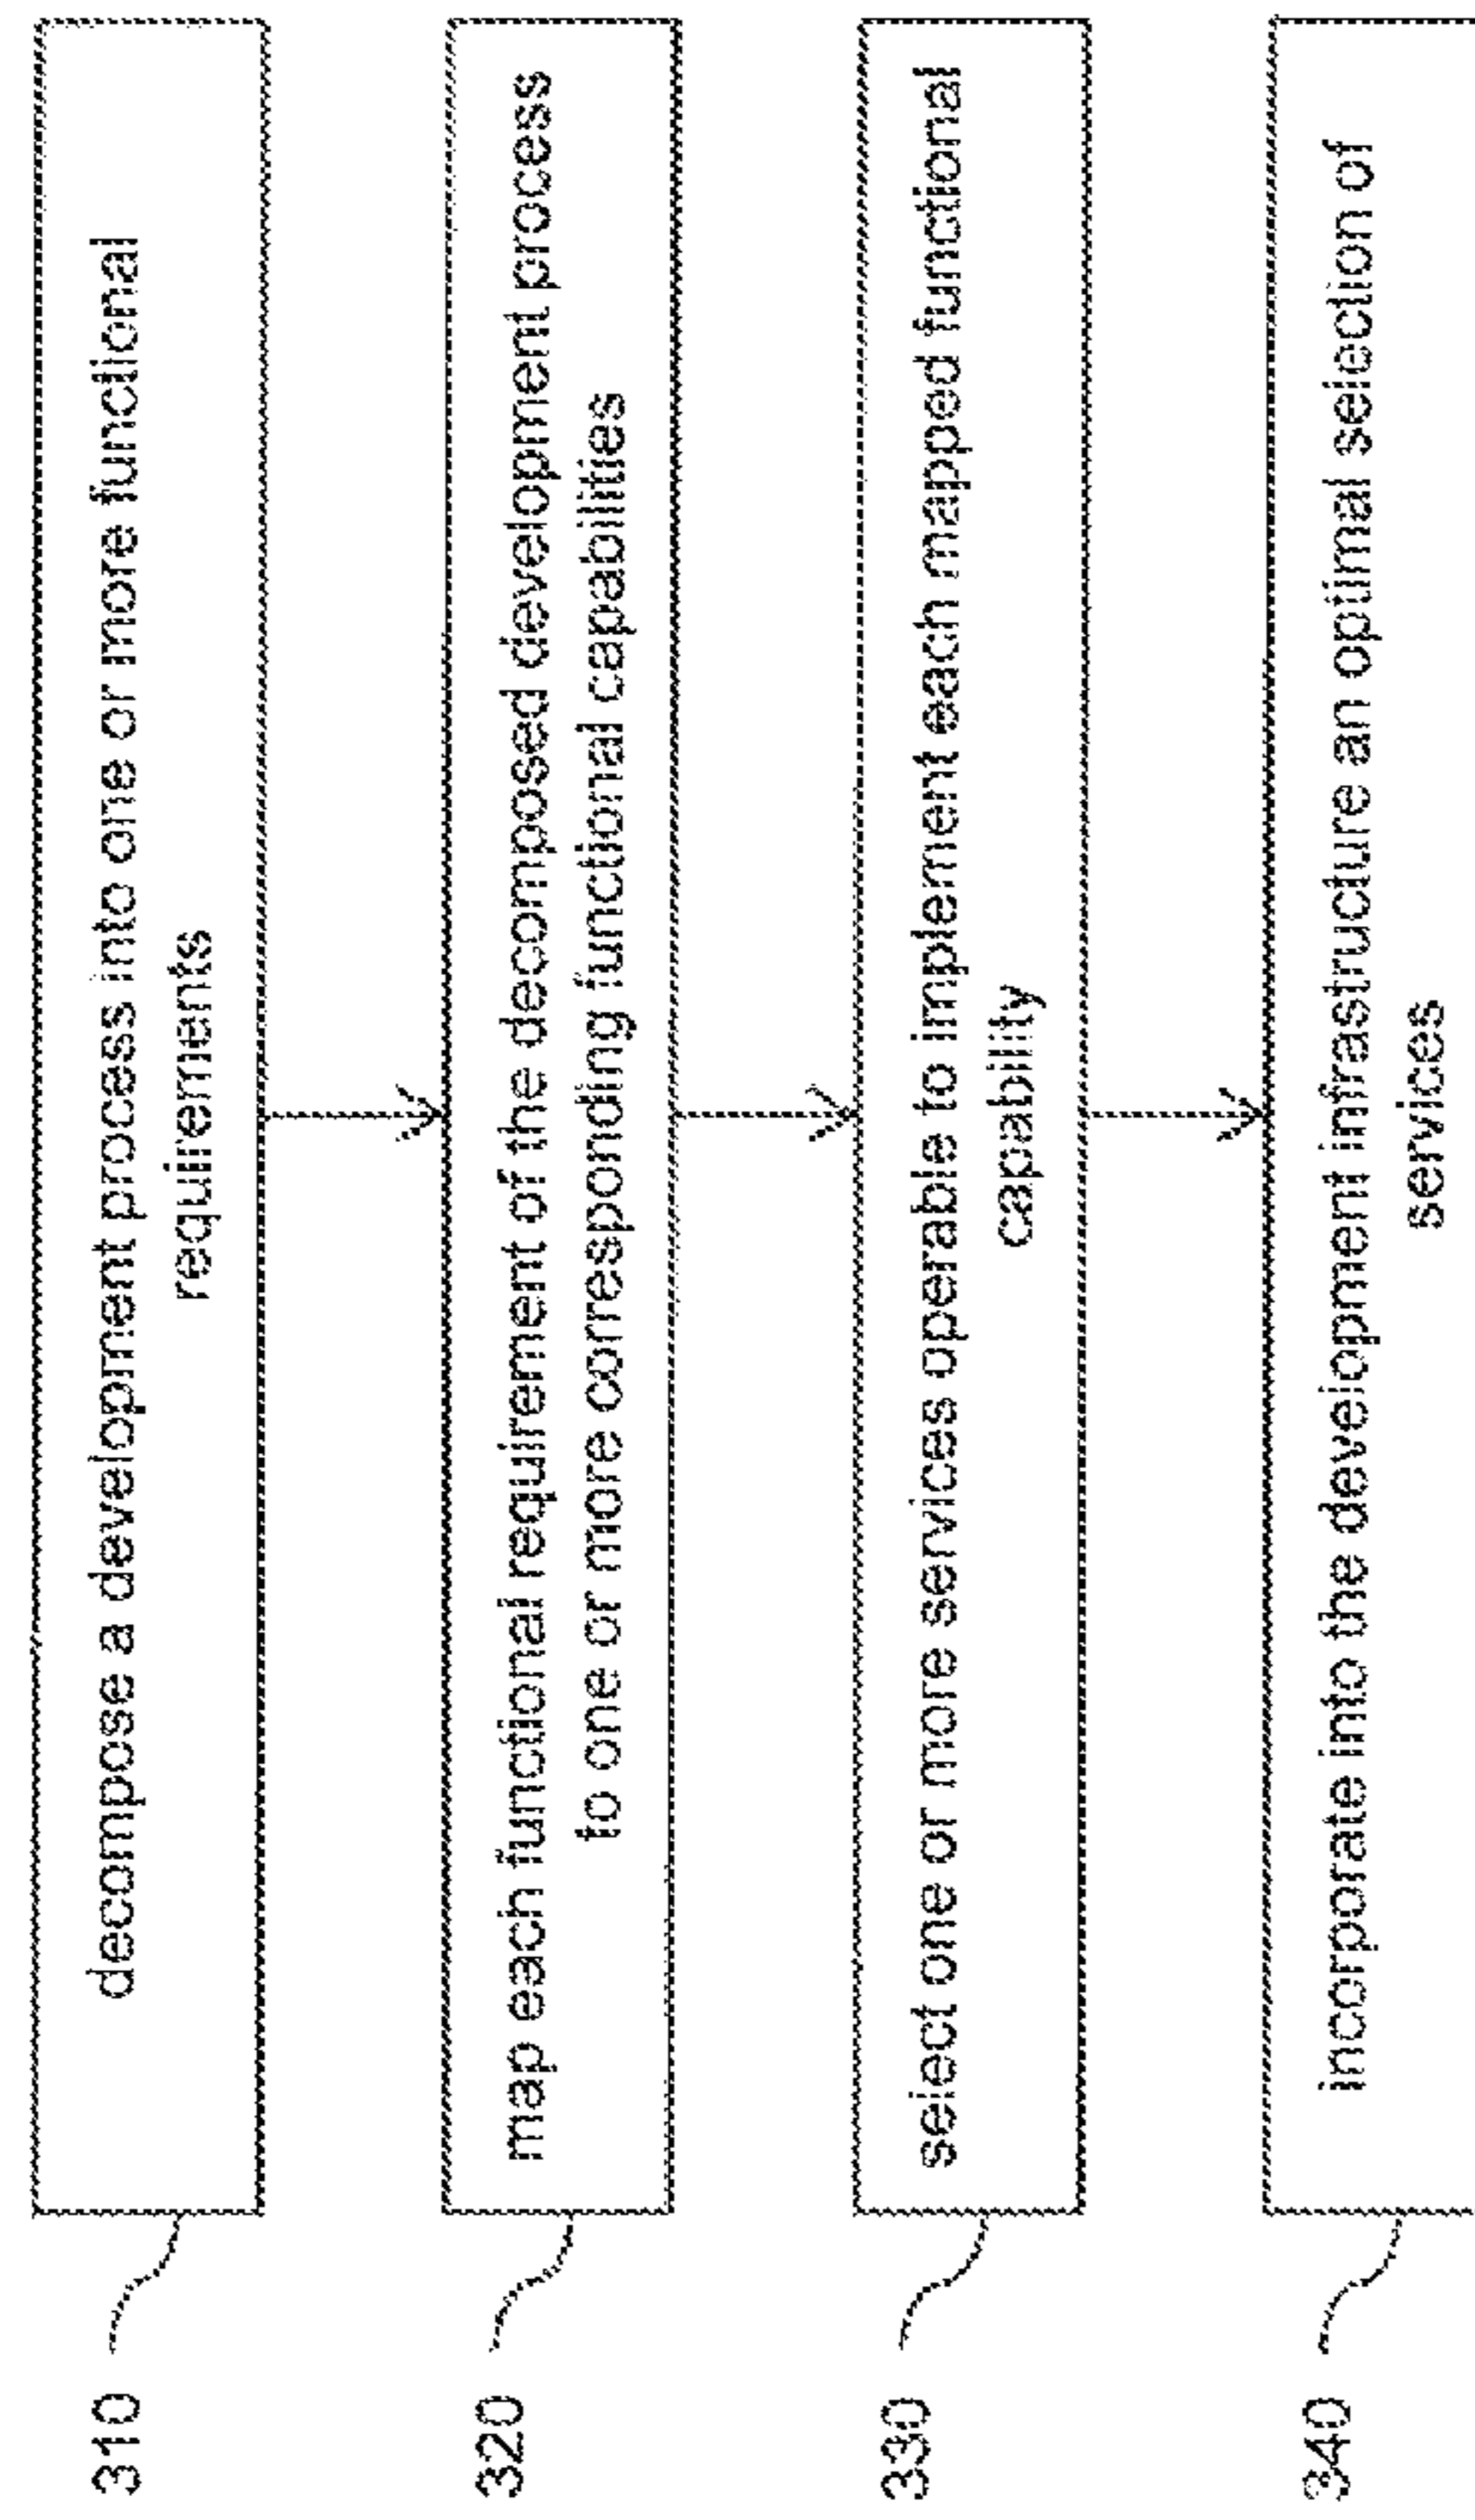 310
decompose a development process into one or more functional
requirements
320
map each functional requirement of the decomposed development process
to one or more corresponding functional capabilities
330
select one or more services operable to implement each mapped functional
capability
340
incorporate into the development infrastructure an optimal selection of
services